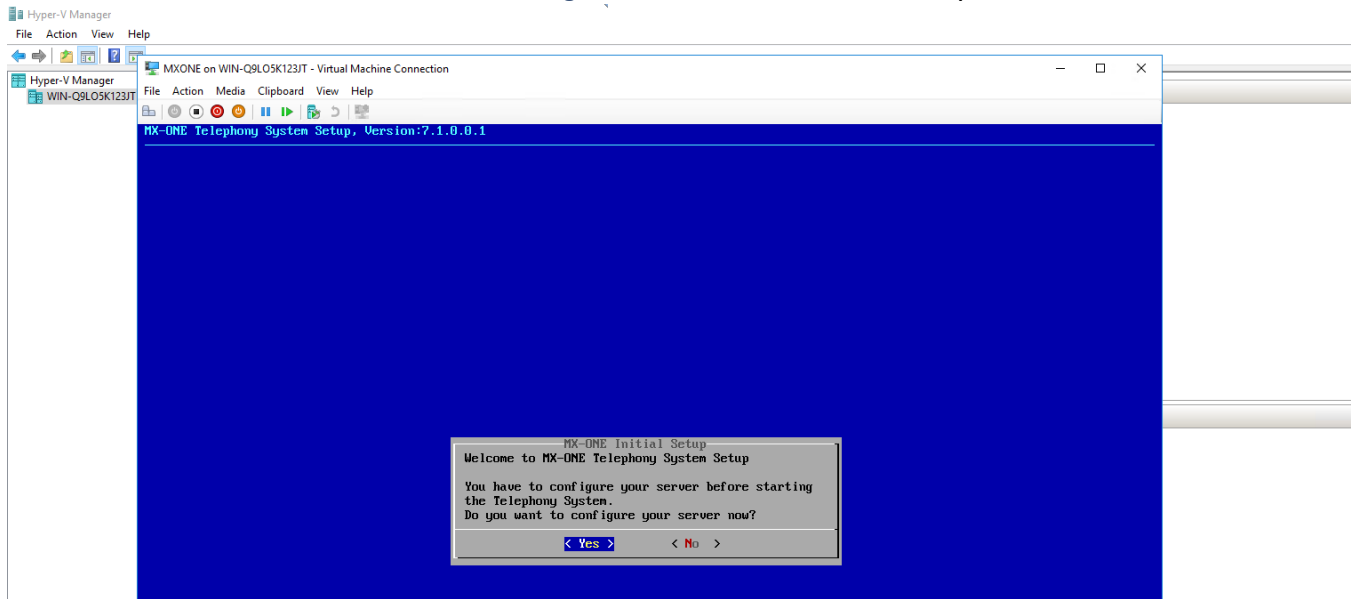 Hyper-V Manager
File Action View Help
Hyper-V Manager
WIN-Q9LO5K123JT
MXONE on WIN-Q9LO5K123JT - Virtual Machine Connection
File Action Media Clipboard View Help
MX-ONE Telephony System Setup, Version:7.1.0.0.1
MX-ONE Initial Setup
Welcome to MX-ONE Telephony System Setup
You have to configure your server before starting
the Telephony System.
Do you want to configure your server now?
< Yes > < No >